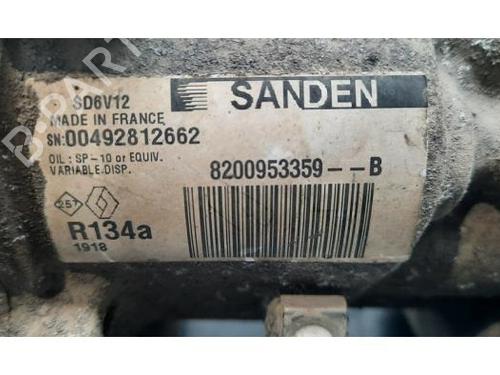 SD6V12
SANDEN
MADE IN FRANCE
SN:00492812662
OIL : SP-10 or EQUIV.
VARIABLE DISP.
8200953359--B
257
R134a
1918
B-PARTS